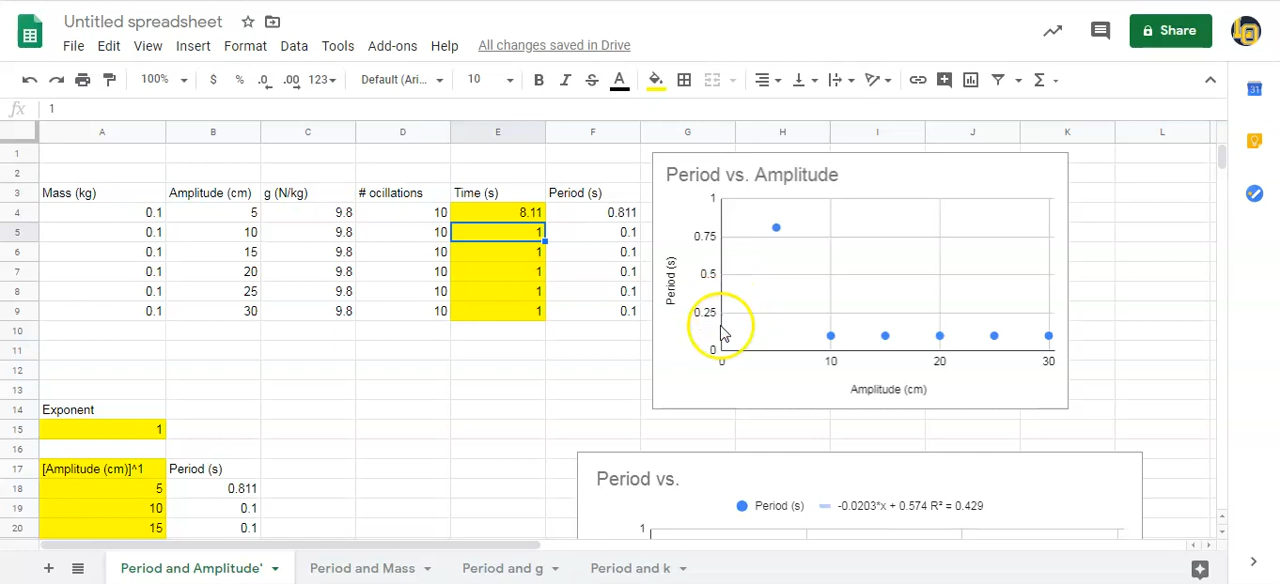 Untitled spreadsheet
File Edit View Insert Format Data Tools Add-ons Help All changes saved in Drive
Share
100% $ % .0 .00 123 Default (Ari... 10 B I S A
fx 1
A B C D E F G H I J K L
1
2
3 Mass (kg) Amplitude (cm) g (N/kg) # ocillations Time (s) Period (s)
4 0.1 5 9.8 10 8.11 0.811
5 0.1 10 9.8 10 1 0.1
6 0.1 15 9.8 10 1 0.1
7 0.1 20 9.8 10 1 0.1
8 0.1 25 9.8 10 1 0.1
9 0.1 30 9.8 10 1 0.1
10
11
12
13
14 Exponent
15 1
16
17 [Amplitude (cm)]^1 Period (s)
18 5 0.811
19 10 0.1
20 15 0.1
Period vs. Amplitude
1
0.75
0.5
0.25
0
Period (s)
0 10 20 30
Amplitude (cm)
Period vs.
Period (s) -0.0203*x + 0.574 R² = 0.429
1
31
Period and Amplitude' Period and Mass Period and g Period and k